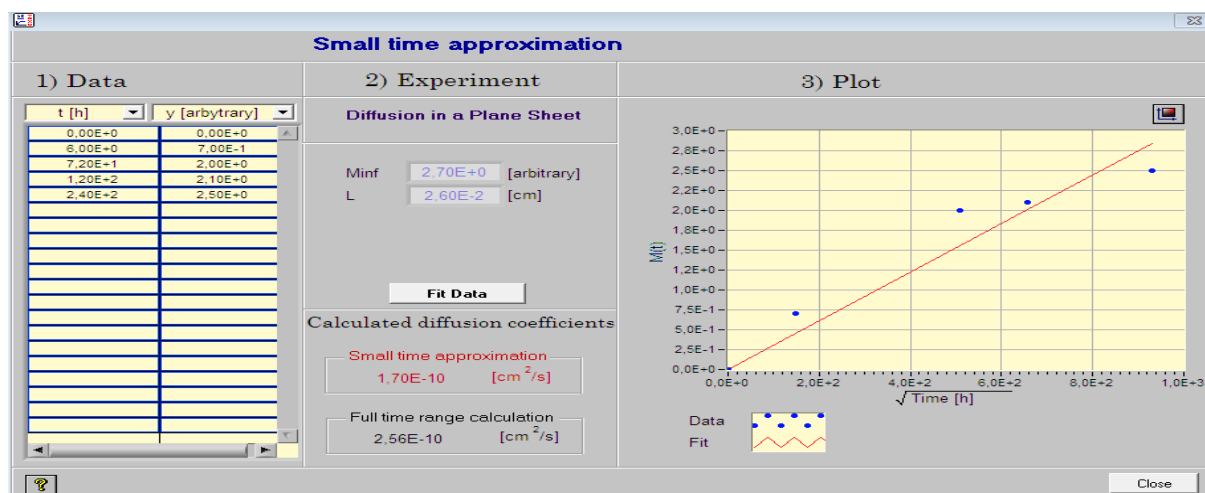 Small time approximation
1) Data
2) Experiment
3) Plot
t [h] y [arbytrary]
0,00E+0 0,00E+0
6,00E+0 7,00E-1
7,20E+1 2,00E+0
1,20E+2 2,10E+0
2,40E+2 2,50E+0
Diffusion in a Plane Sheet
Minf 2,70E+0 [arbitrary]
L 2,60E-2 [cm]
Fit Data
Calculated diffusion coefficients
Small time approximation
1,70E-10 [cm²/s]
Full time range calculation
2,56E-10 [cm²/s]
M(t)
3,0E+0
2,8E+0
2,5E+0
2,2E+0
2,0E+0
1,8E+0
1,5E+0
1,2E+0
1,0E+0
7,5E-1
5,0E-1
2,5E-1
0,0E+0
0,0E+0 2,0E+2 4,0E+2 6,0E+2 8,0E+2 1,0E+3
√Time [h]
Data
Fit
?
Close